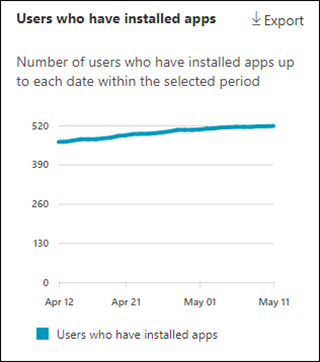 Users who have installed apps
Export
Number of users who have installed apps up
to each date within the selected period
520
390
260
130
0
Apr 12 Apr 21 May 01 May 11
Users who have installed apps